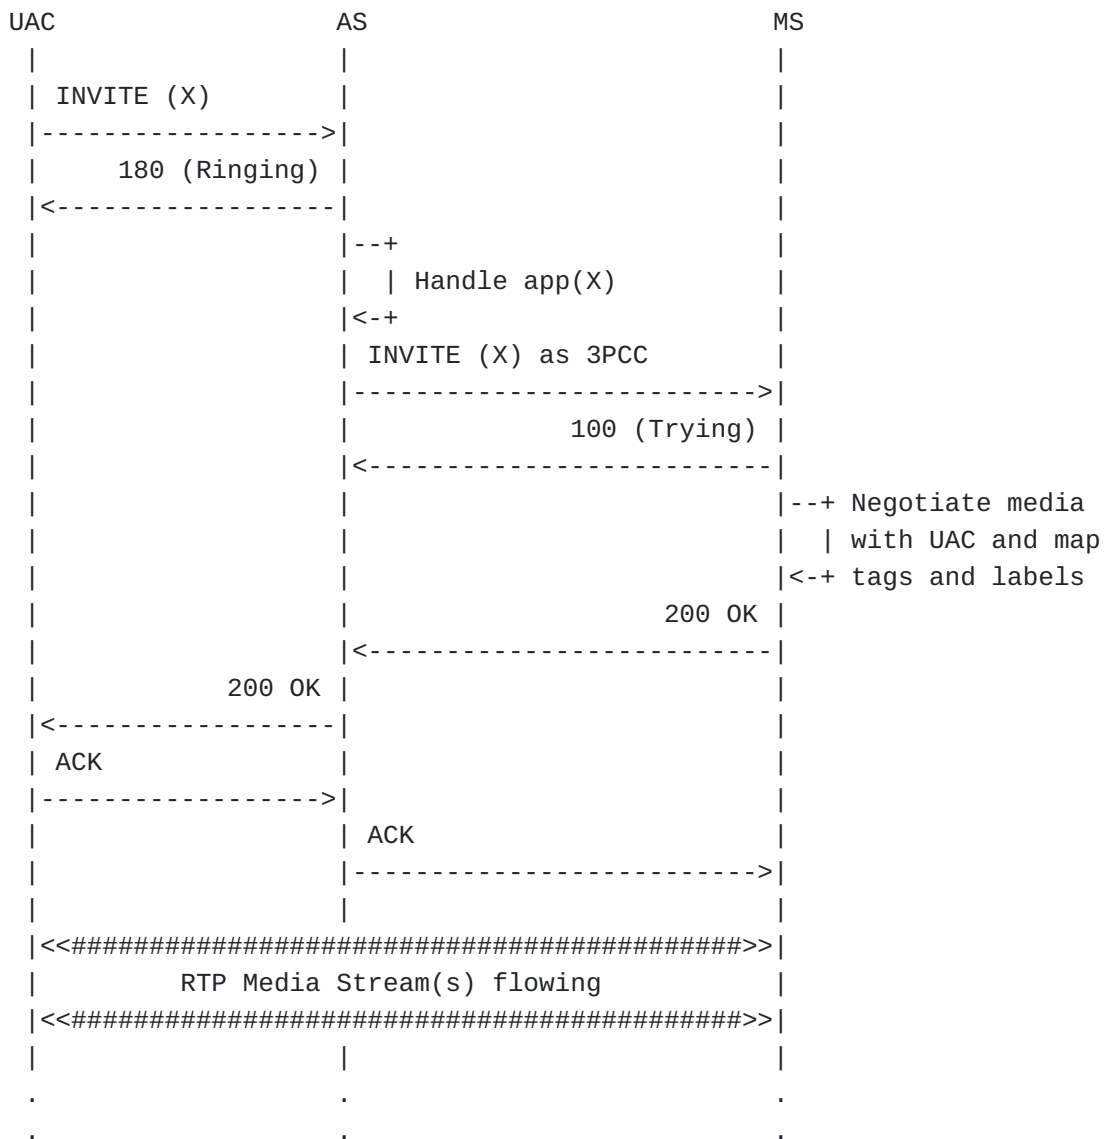 UAC                 AS                          MS
 |                   |                           |
 | INVITE (X)        |                           |
 |------------------>|                           |
 |     180 (Ringing) |                           |
 |<------------------|                           |
 |                   |--+                        |
 |                   |  | Handle app(X)          |
 |                   |<-+                        |
 |                   | INVITE (X) as 3PCC        |
 |                   |-------------------------->|
 |                   |              100 (Trying) |
 |                   |<--------------------------|
 |                   |                           |--+ Negotiate media
 |                   |                           |  | with UAC and map
 |                   |                           |<-+ tags and labels
 |                   |                    200 OK |
 |                   |<--------------------------|
 |            200 OK |                           |
 |<------------------|                           |
 | ACK               |                           |
 |------------------>|                           |
 |                   | ACK                       |
 |                   |-------------------------->|
 |                   |                           |
 |<<###########################################>>|
 |         RTP Media Stream(s) flowing           |
 |<<###########################################>>|
 |                   |                           |
 .                   .                           .
 .                   .                           .